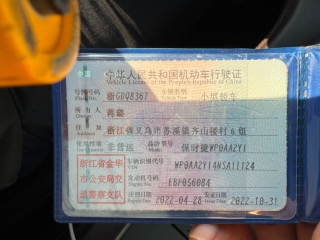 中华人民共和国机动车行驶证
Vehicle License of the People's Republic of China
号牌号码 浙GDQ8367 车辆类型 小型轿车
所有人 蒋
住址 浙江省义乌市苏溪镇齐山楼村6组
使用性质 非营运 品牌型号 保时捷WP0AA2Y1
浙江省金华
市公安局交
通警察支队
车辆识别代号 WP0AA2Y14NSA11124
VIN
发动机号码 EBF056084
Engine No.
注册日期 2022-04-28 发证日期 2022-10-31